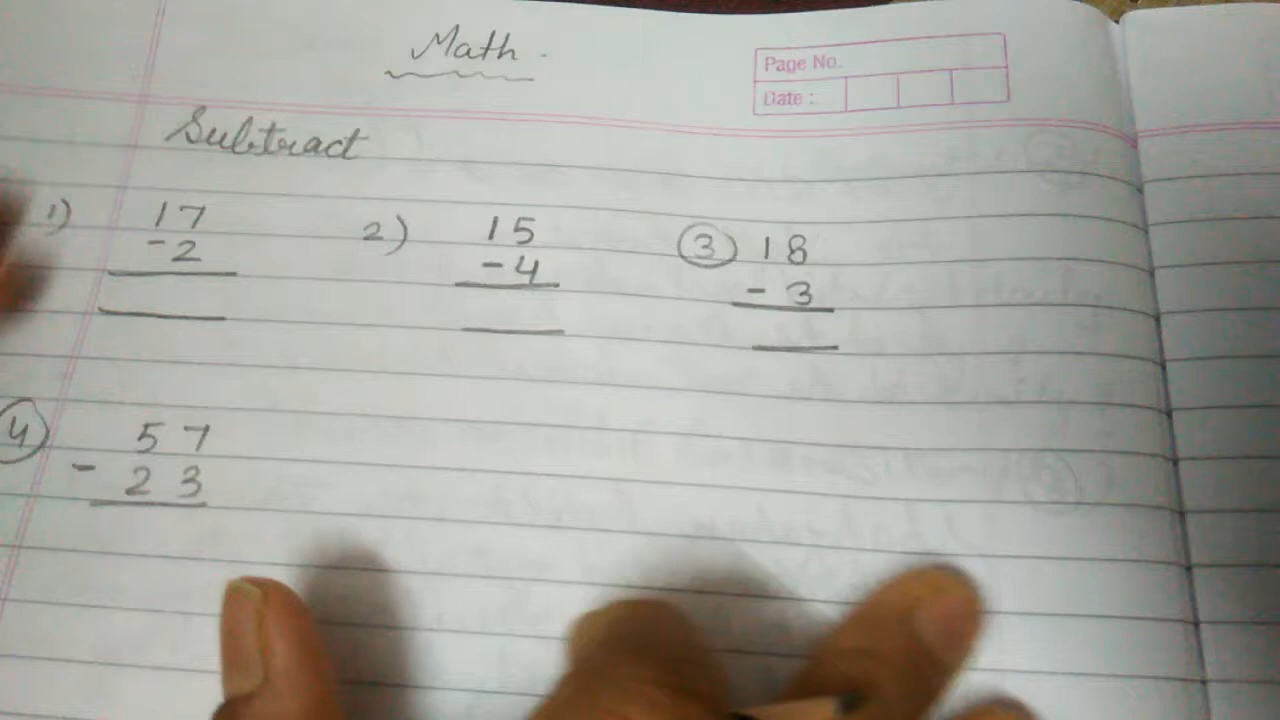 Math.
Page No.
Date :
Subtract
1) 17 2) 15 3 18
-2 -4 - 3
4 57
- 23